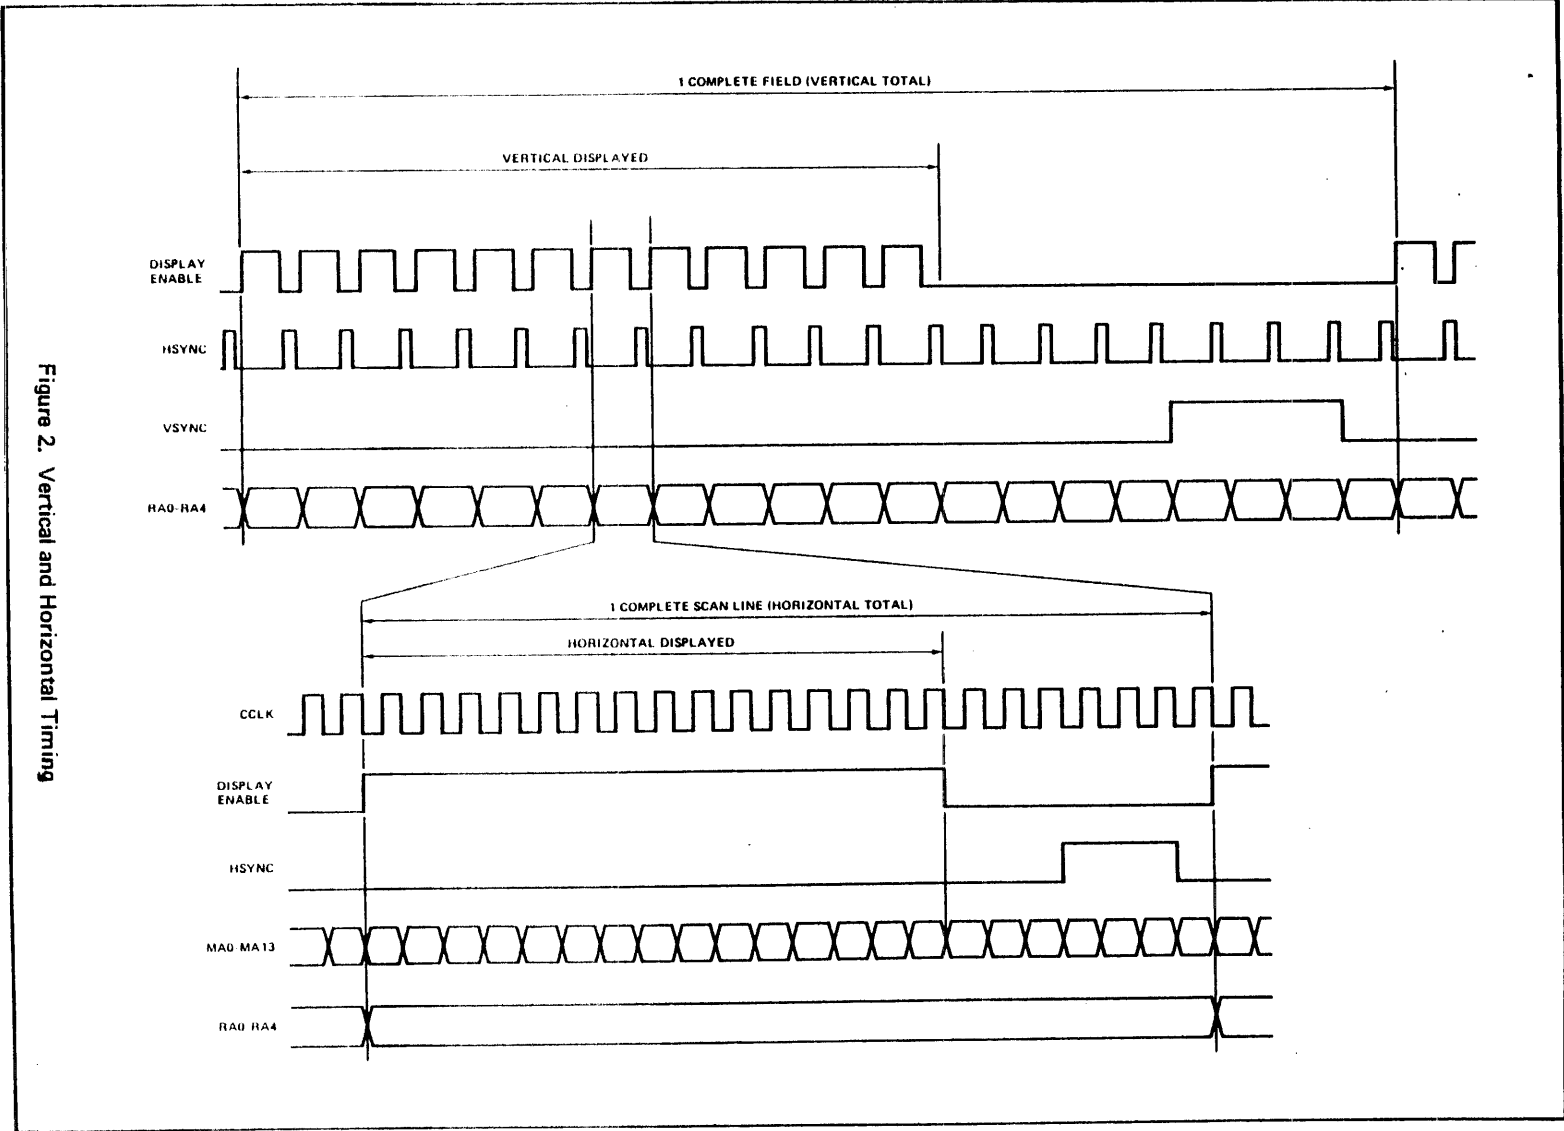 1 COMPLETE FIELD (VERTICAL TOTAL)
VERTICAL DISPLAYED
DISPLAY
ENABLE
HSYNC
VSYNC
RA0-RA4
1 COMPLETE SCAN LINE (HORIZONTAL TOTAL)
HORIZONTAL DISPLAYED
CCLK
DISPLAY
ENABLE
HSYNC
MA0-MA13
RA0-RA4
Figure 2. Vertical and Horizontal Timing